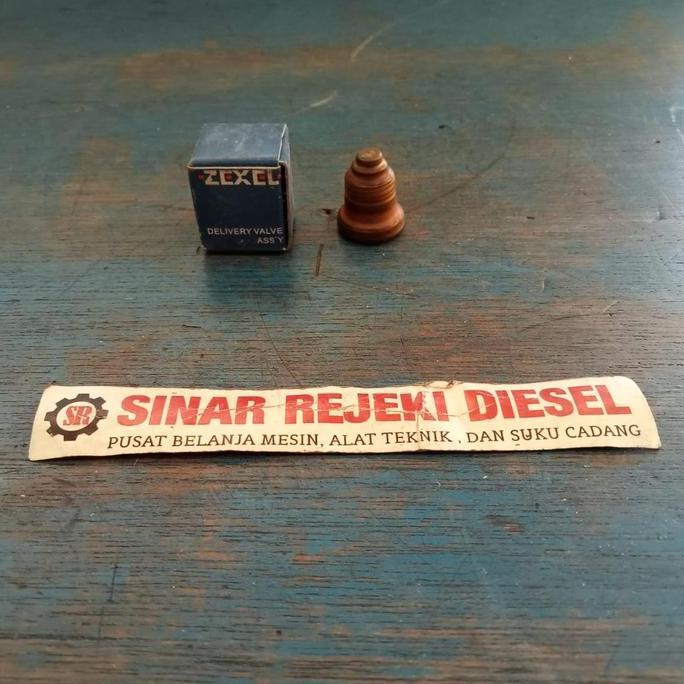 ZEXEL
DELIVERY VALVE
ASS'Y
SR
SINAR REJEKI DIESEL
PUSAT BELANJA MESIN, ALAT TEKNIK , DAN SUKU CADANG